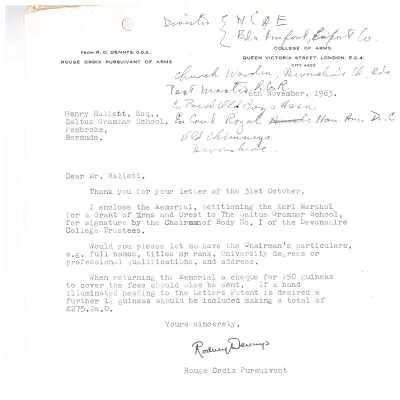 Director { W I & E
FROM R. O. DENNYS, O.B.E.
ROUGE CROIX PURSUIVANT OF ARMS
COLLEGE OF ARMS
QUEEN VICTORIA STREET, LONDON, E.C.4.
Church Warden, Devonshire Ch. Bda
Past Master
6th November, 1963.
Henry Hallett, Esq.,
Saltus Grammar School,
Pembroke,
Bermuda.
Old Chimneys
Devonshire.
Dear Mr. Hallett,
Thank you for your letter of the 31st October.
I enclose the Memorial, petitioning the Earl Marshal
for a Grant of Arms and Crest to The Saltus Grammar School,
for signature by the Chairman of Body No. 1 of the Devonshire
College Trustees.
Would you please let me have the Chairman's particulars,
e.g. full names, titles or rank, University degrees or
professional qualifications, and address.
When returning the Memorial a cheque for 250 guineas
to cover the fees should also be sent. If a hand
illuminated heading to the Letters Patent is desired a
further 12 guineas should be included making a total of
£275.2s.0.
Yours sincerely,
Rodney Dennys
Rouge Croix Pursuivant